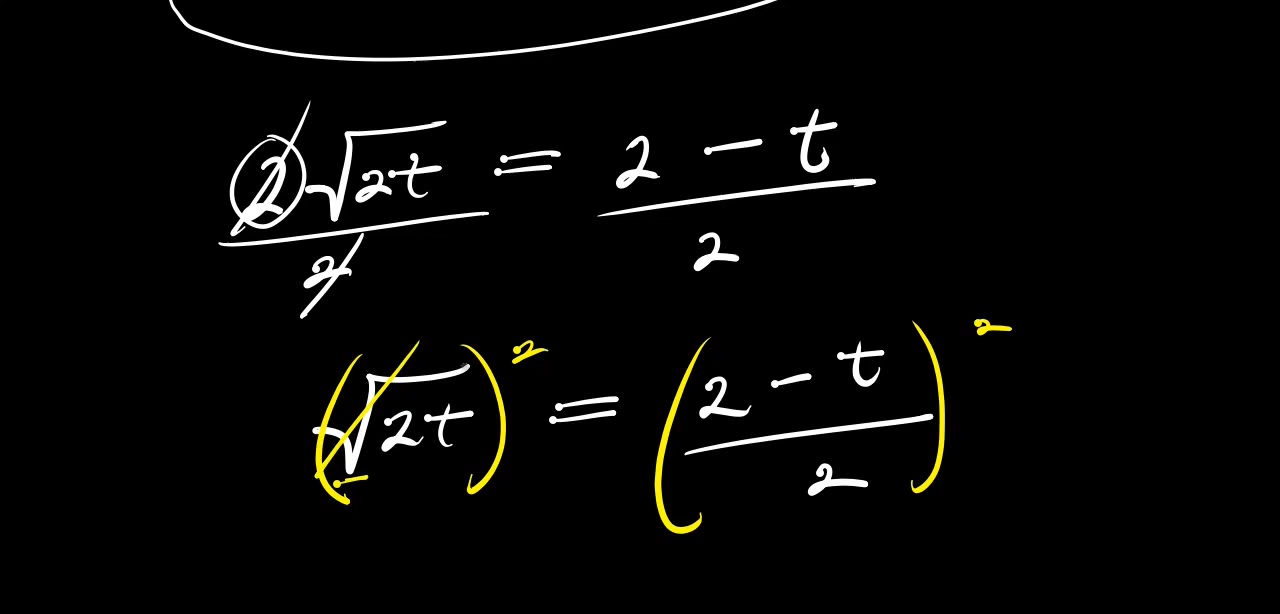 2√2t / 2 = 2 - t / 2
(√2t)² = (2 - t / 2)²